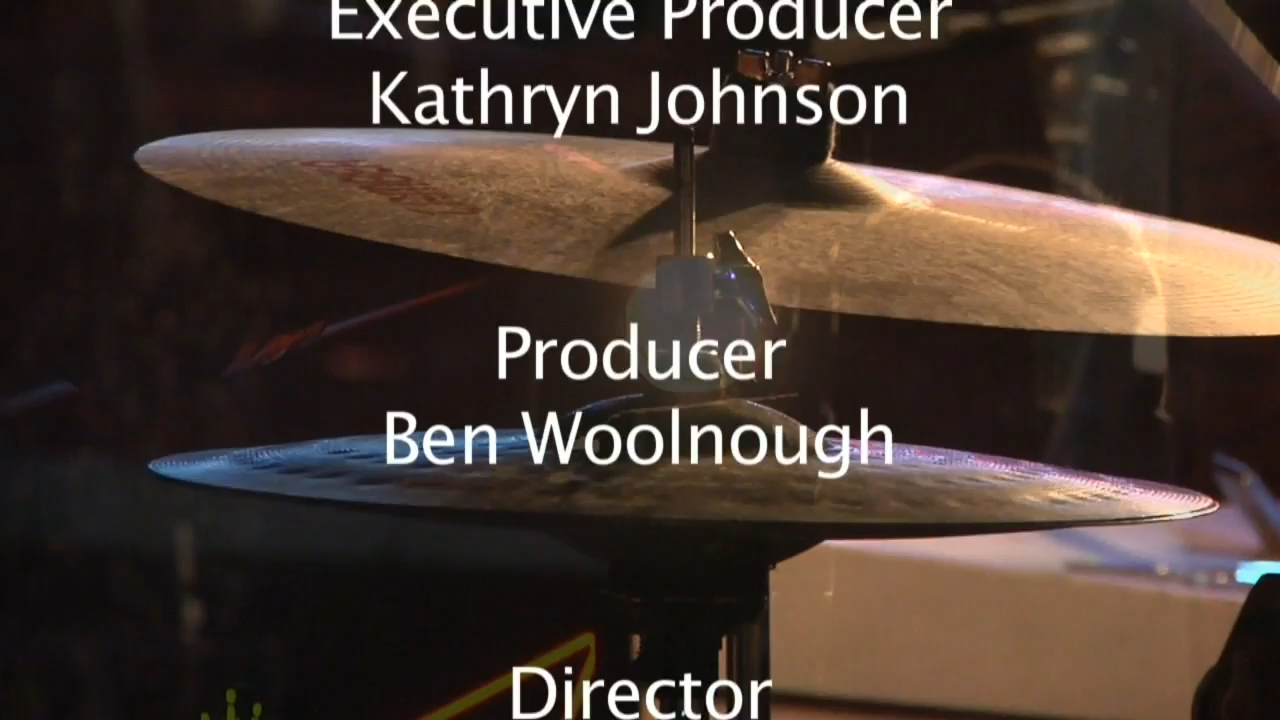 Executive Producer
Kathryn Johnson
Producer
Ben Woolnough
Director